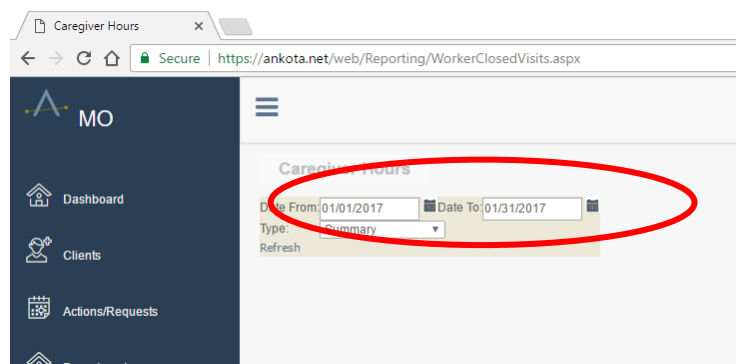 Caregiver Hours
Secure https://ankota.net/web/Reporting/WorkerClosedVisits.aspx
MO
Caregiver Hours
Date From: 01/01/2017 Date To: 01/31/2017
Dashboard
Type: Summary
Refresh
Clients
Actions/Requests